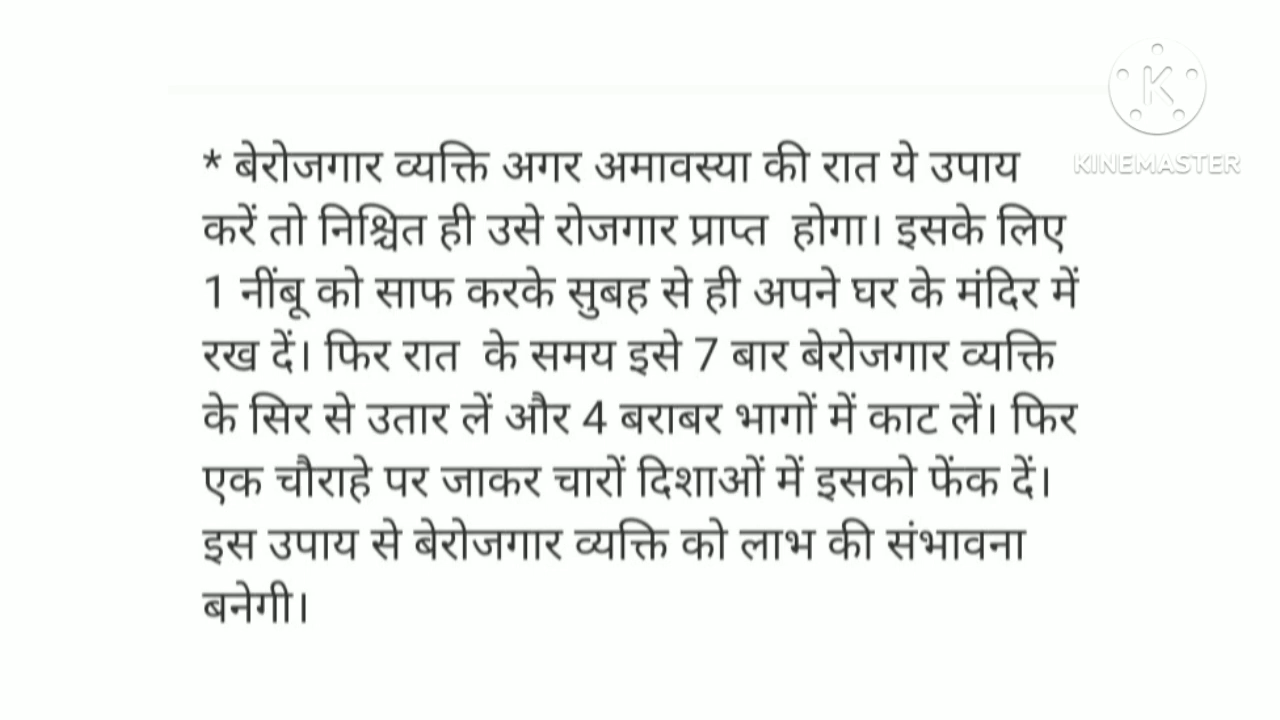 * बेरोजगार व्यक्ति अगर अमावस्या की रात ये उपाय
करें तो निश्चित ही उसे रोजगार प्राप्त होगा। इसके लिए
1 नींबू को साफ करके सुबह से ही अपने घर के मंदिर में
रख दें। फिर रात के समय इसे 7 बार बेरोजगार व्यक्ति
के सिर से उतार लें और 4 बराबर भागों में काट लें। फिर
एक चौराहे पर जाकर चारों दिशाओं में इसको फेंक दें।
इस उपाय से बेरोजगार व्यक्ति को लाभ की संभावना
बनेगी।
K
KINEMASTER